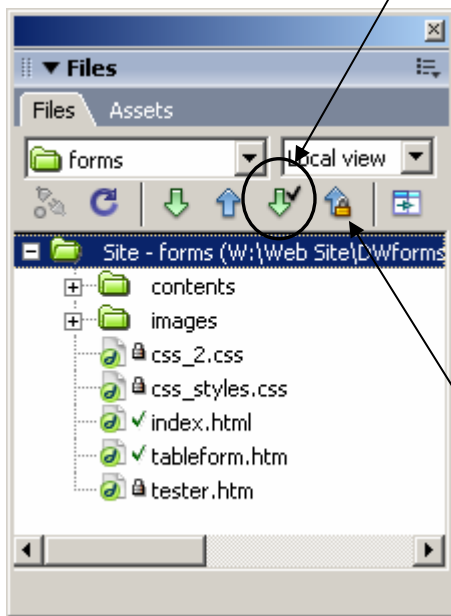 Files
Files Assets
forms Local view
Site - forms (W:\Web Site\DWforms
contents
images
css_2.css
css_styles.css
index.html
tableform.htm
tester.htm